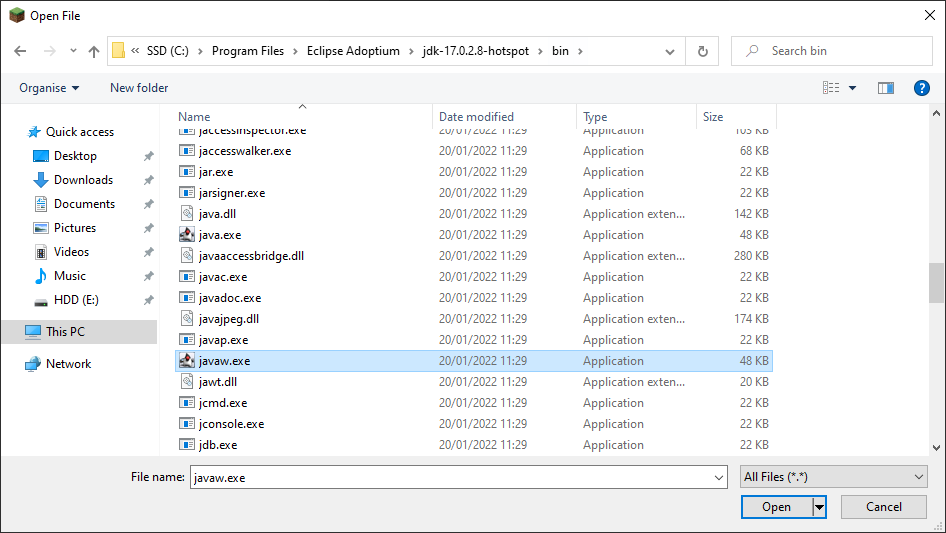 Open File
« SSD (C:) > Program Files > Eclipse Adoptium > jdk-17.0.2.8-hotspot > bin >
Search bin
Organise
New folder
?
Name Date modified Type Size
Quick access
Desktop
Downloads
Documents
Pictures
Videos
Music
HDD (E:)
This PC
Network
jaccessinspector.exe 20/01/2022 11:29 Application 103 KB
jaccesswalker.exe 20/01/2022 11:29 Application 68 KB
jar.exe 20/01/2022 11:29 Application 22 KB
jarsigner.exe 20/01/2022 11:29 Application 22 KB
java.dll 20/01/2022 11:29 Application exten... 142 KB
java.exe 20/01/2022 11:29 Application 48 KB
javaaccessbridge.dll 20/01/2022 11:29 Application exten... 280 KB
javac.exe 20/01/2022 11:29 Application 22 KB
javadoc.exe 20/01/2022 11:29 Application 22 KB
javajpeg.dll 20/01/2022 11:29 Application exten... 174 KB
javap.exe 20/01/2022 11:29 Application 22 KB
javaw.exe 20/01/2022 11:29 Application 48 KB
jawt.dll 20/01/2022 11:29 Application exten... 20 KB
jcmd.exe 20/01/2022 11:29 Application 22 KB
jconsole.exe 20/01/2022 11:29 Application 22 KB
jdb.exe 20/01/2022 11:29 Application 22 KB
File name: javaw.exe
All Files (*.*)
Open
Cancel